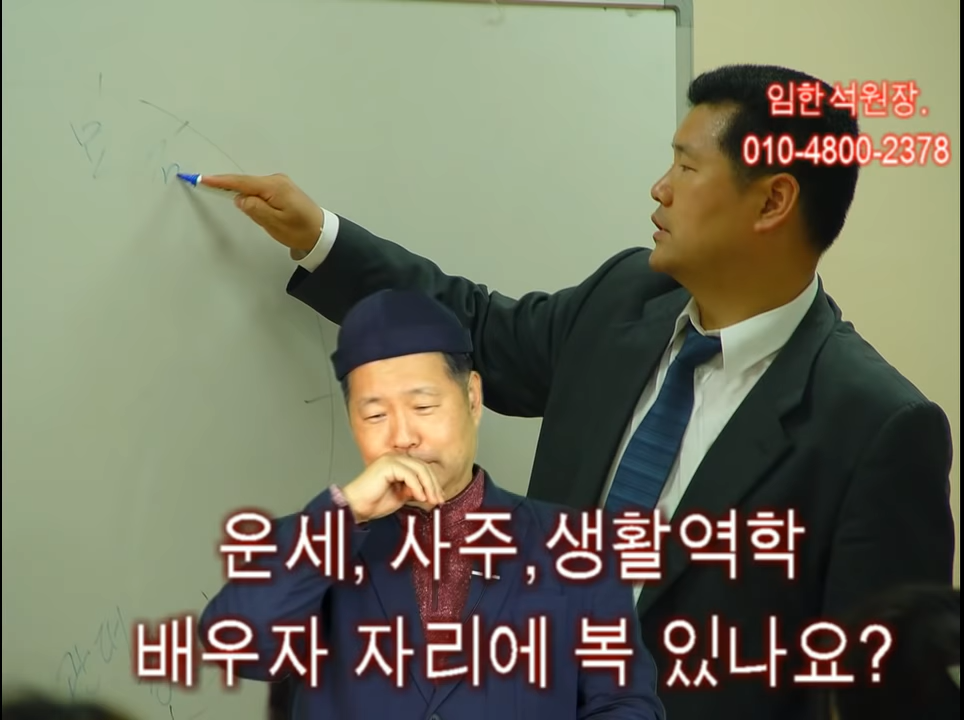 임한석원장.
010-4800-2378
운세, 사주,생활역학
배우자 자리에 복 있나요?